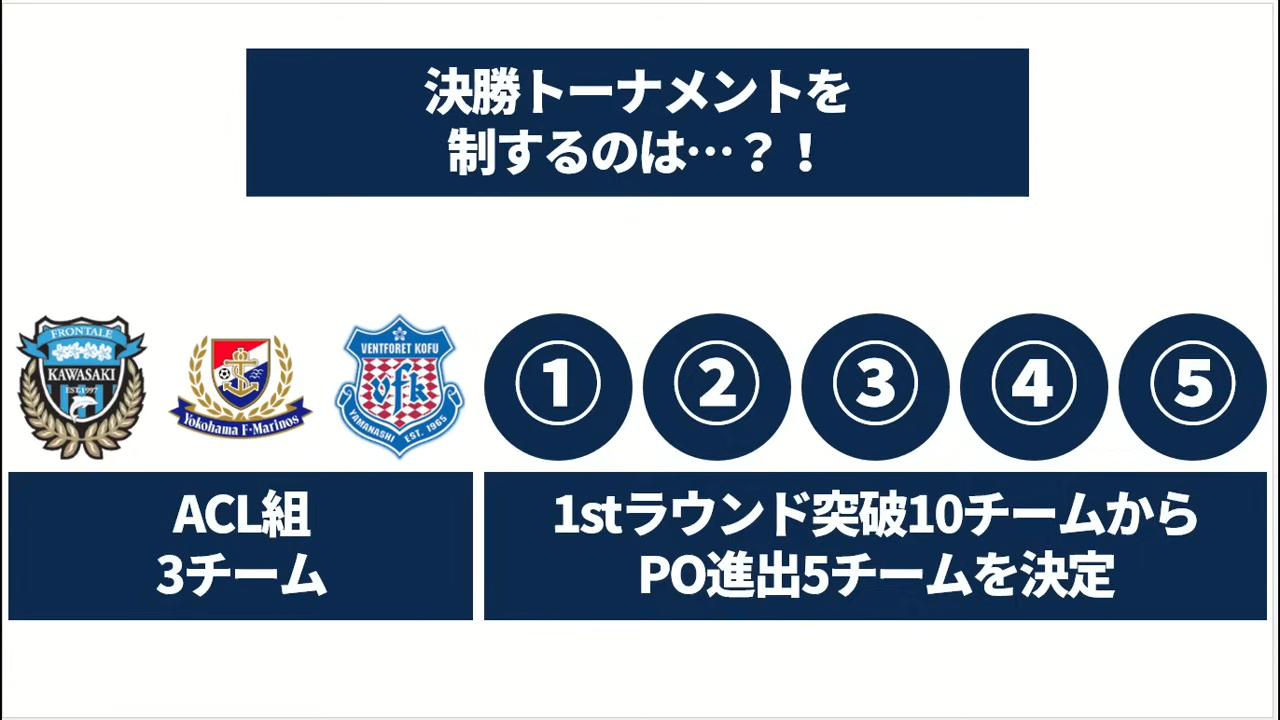 決勝トーナメントを
制するのは…？！
FRONTALE
KAWASAKI
EST.1997
Yokohama F·Marinos
VENTFORET KOFU
vfk
YAMANASHI EST. 1965
① ② ③ ④ ⑤
ACL組
3チーム
1stラウンド突破10チームから
PO進出5チームを決定